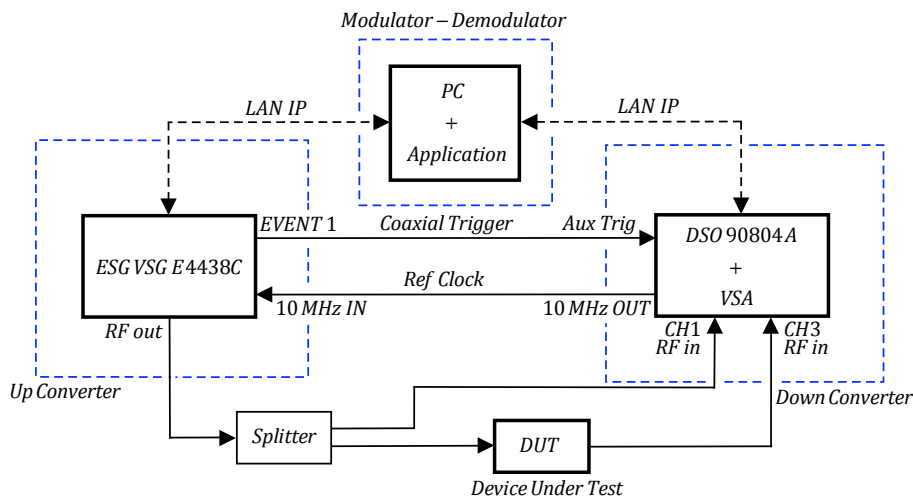 Modulator – Demodulator
PC
+
Application
LAN IP
LAN IP
EVENT 1
Coaxial Trigger
Aux Trig
ESG VSG E4438C
DSO 90804A
+
VSA
Ref Clock
10 MHz IN
10 MHz OUT
RF out
CH1
RF in
CH3
RF in
Up Converter
Down Converter
Splitter
DUT
Device Under Test